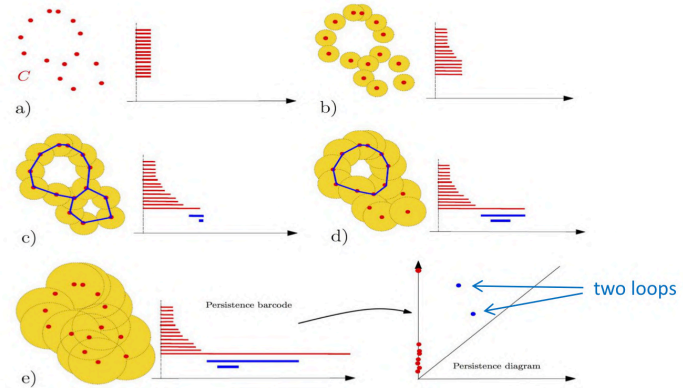 C
a)
b)
c)
d)
e)
Persistence barcode
two loops
Persistence diagram